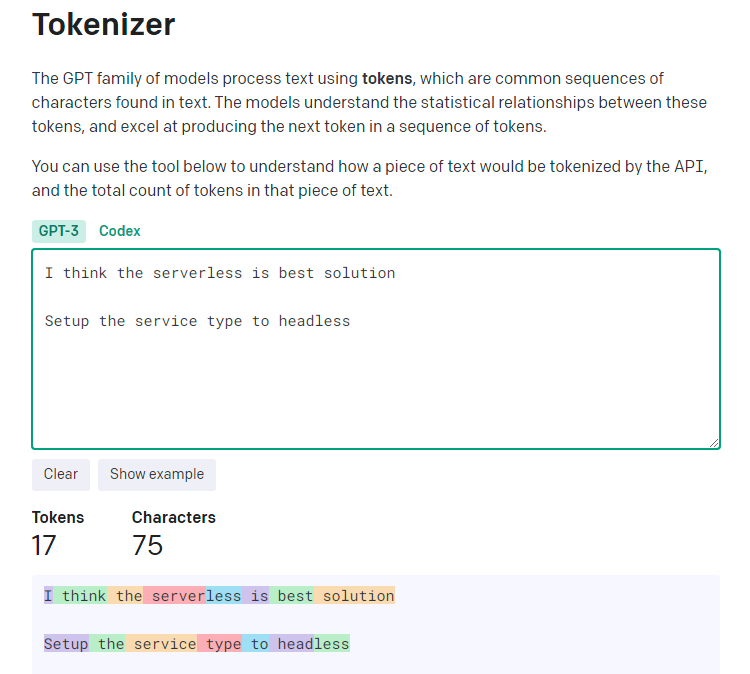 Tokenizer
The GPT family of models process text using tokens, which are common sequences of
characters found in text. The models understand the statistical relationships between these
tokens, and excel at producing the next token in a sequence of tokens.
You can use the tool below to understand how a piece of text would be tokenized by the API,
and the total count of tokens in that piece of text.
GPT-3 Codex
I think the serverless is best solution
Setup the service type to headless
Clear Show example
Tokens Characters
17 75
I think the serverless is best solution
Setup the service type to headless